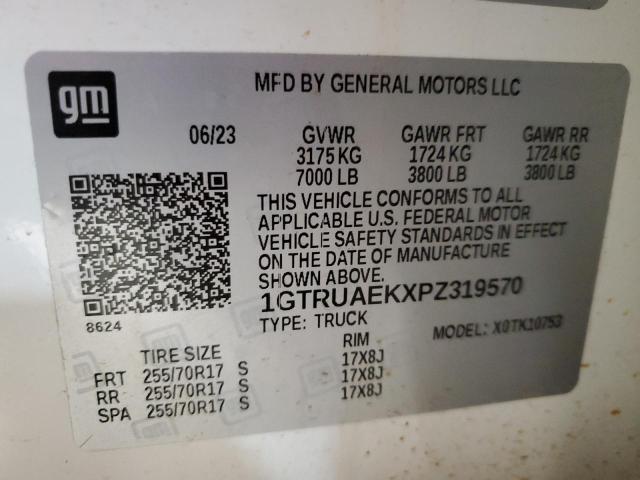 gm
MFD BY GENERAL MOTORS LLC
06/23 GVWR GAWR FRT GAWR RR
3175 KG 1724 KG 1724 KG
7000 LB 3800 LB 3800 LB
THIS VEHICLE CONFORMS TO ALL
APPLICABLE U.S. FEDERAL MOTOR
VEHICLE SAFETY STANDARDS IN EFFECT
ON THE DATE OF MANUFACTURE
SHOWN ABOVE.
1GTRUAEKXPZ319570
8624
TYPE: TRUCK MODEL: X0TK10753
TIRE SIZE RIM
FRT 255/70R17 S 17X8J
RR 255/70R17 S 17X8J
SPA 255/70R17 S 17X8J